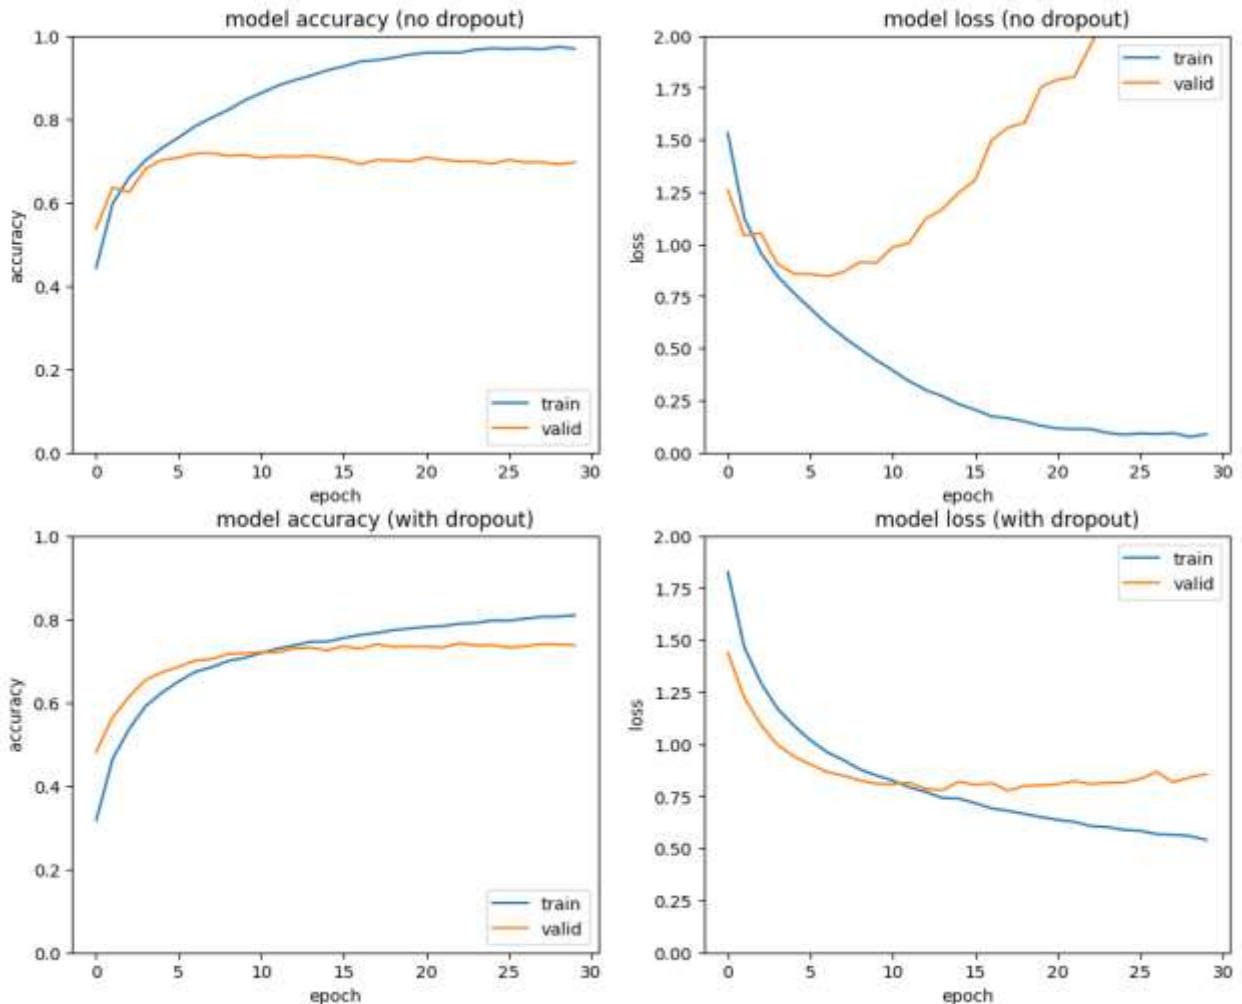 model accuracy (no dropout)
1.0
0.8
0.6
0.4
0.2
0.0
accuracy
0 5 10 15 20 25 30
epoch
train
valid
model loss (no dropout)
2.00
1.75
1.50
1.25
1.00
0.75
0.50
0.25
0.00
loss
0 5 10 15 20 25 30
epoch
train
valid
model accuracy (with dropout)
1.0
0.8
0.6
0.4
0.2
0.0
accuracy
0 5 10 15 20 25 30
epoch
train
valid
model loss (with dropout)
2.00
1.75
1.50
1.25
1.00
0.75
0.50
0.25
0.00
loss
0 5 10 15 20 25 30
epoch
train
valid